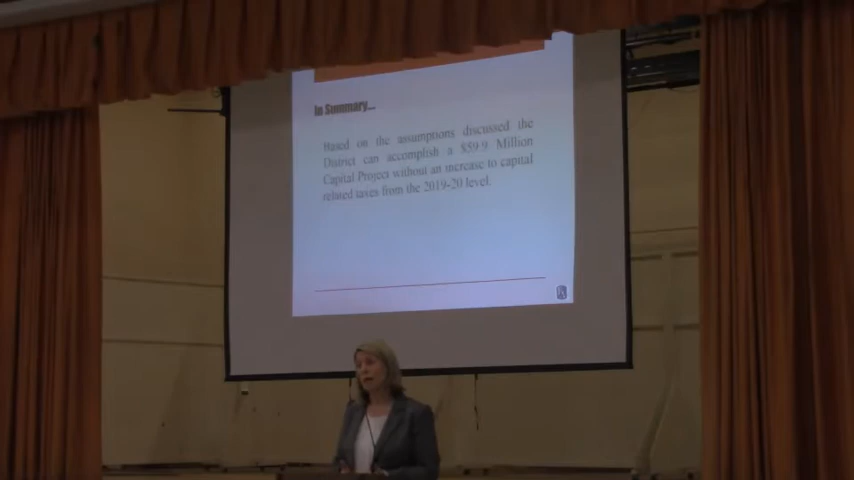 In Summary...
Based on the assumptions discussed the
District can accomplish a $59.9 Million
Capital Project without an increase to capital
related taxes from the 2019-20 level.